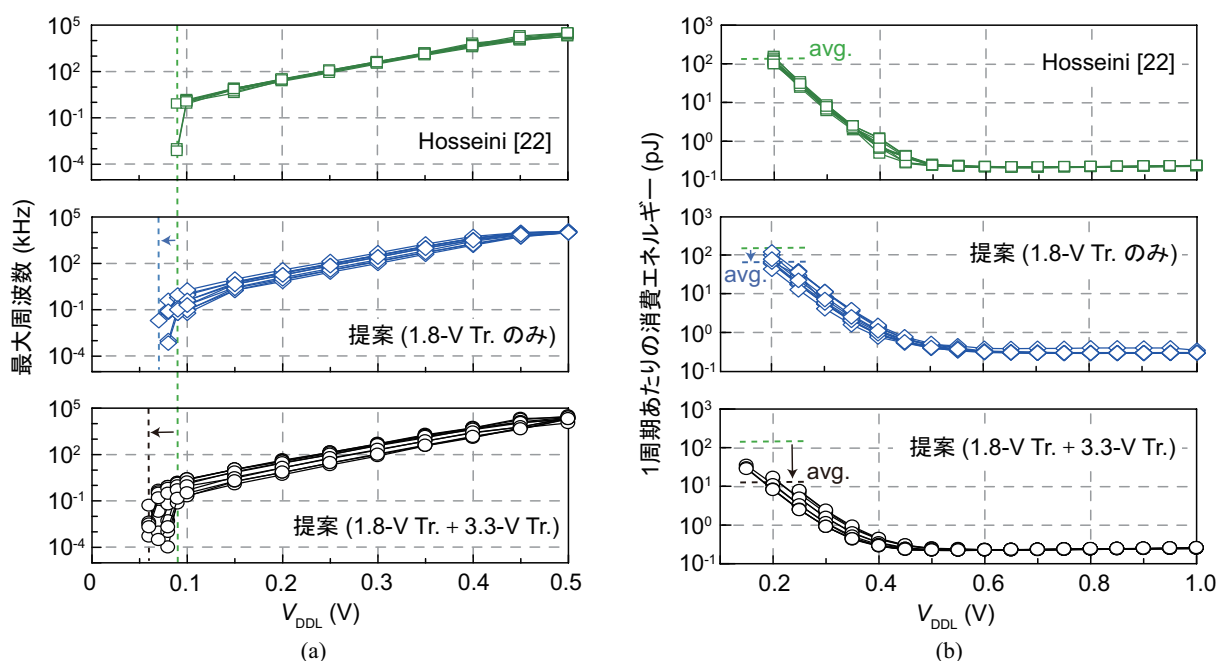 最大周波数 (kHz)
10^5
10^2
10^-1
10^-4
Hosseini [22]
10^5
10^2
10^-1
10^-4
提案 (1.8-V Tr. のみ)
10^5
10^2
10^-1
10^-4
提案 (1.8-V Tr. + 3.3-V Tr.)
0 0.1 0.2 0.3 0.4 0.5
V_DDL (V)
(a)
1周期あたりの消費エネルギー (pJ)
10^3
10^2
10^1
10^0
10^-1
avg.
Hosseini [22]
10^3
10^2
10^1
10^0
10^-1
avg.
提案 (1.8-V Tr. のみ)
10^3
10^2
10^1
10^0
10^-1
avg.
提案 (1.8-V Tr. + 3.3-V Tr.)
0.2 0.4 0.6 0.8 1.0
V_DDL (V)
(b)